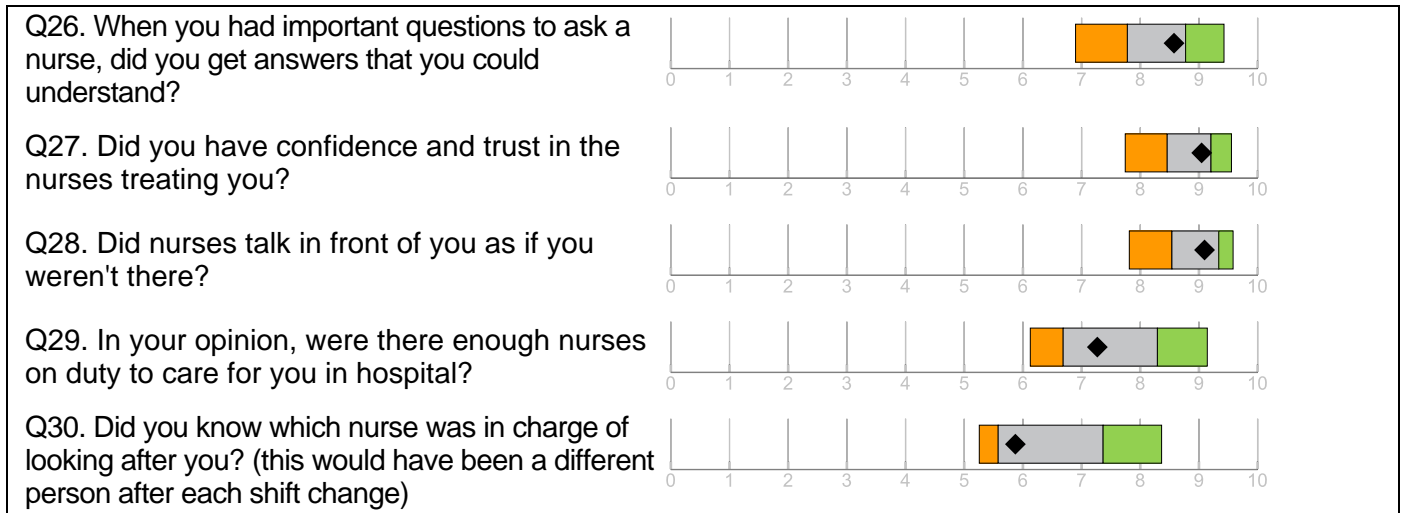 Q26. When you had important questions to ask a
nurse, did you get answers that you could
understand?
0 1 2 3 4 5 6 7 8 9 10
Q27. Did you have confidence and trust in the
nurses treating you?
0 1 2 3 4 5 6 7 8 9 10
Q28. Did nurses talk in front of you as if you
weren't there?
0 1 2 3 4 5 6 7 8 9 10
Q29. In your opinion, were there enough nurses
on duty to care for you in hospital?
0 1 2 3 4 5 6 7 8 9 10
Q30. Did you know which nurse was in charge of
looking after you? (this would have been a different
person after each shift change)
0 1 2 3 4 5 6 7 8 9 10